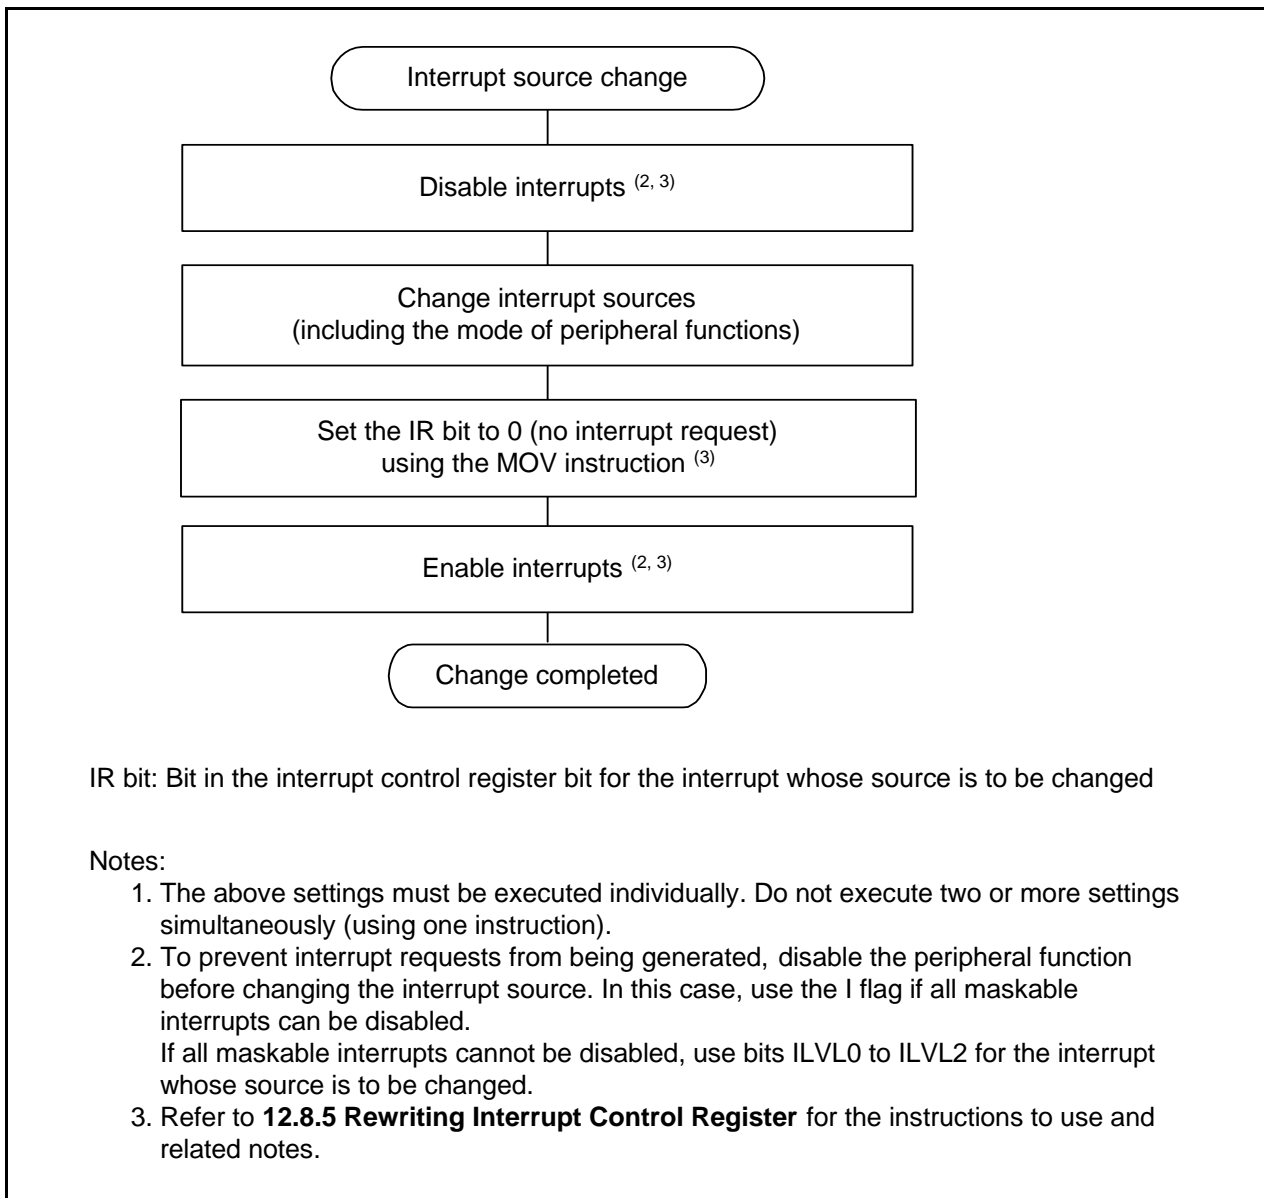 Interrupt source change
Disable interrupts (2, 3)
Change interrupt sources
(including the mode of peripheral functions)
Set the IR bit to 0 (no interrupt request)
using the MOV instruction (3)
Enable interrupts (2, 3)
Change completed
IR bit: Bit in the interrupt control register bit for the interrupt whose source is to be changed
Notes:
1. The above settings must be executed individually. Do not execute two or more settings
simultaneously (using one instruction).
2. To prevent interrupt requests from being generated, disable the peripheral function
before changing the interrupt source. In this case, use the I flag if all maskable
interrupts can be disabled.
If all maskable interrupts cannot be disabled, use bits ILVL0 to ILVL2 for the interrupt
whose source is to be changed.
3. Refer to 12.8.5 Rewriting Interrupt Control Register for the instructions to use and
related notes.